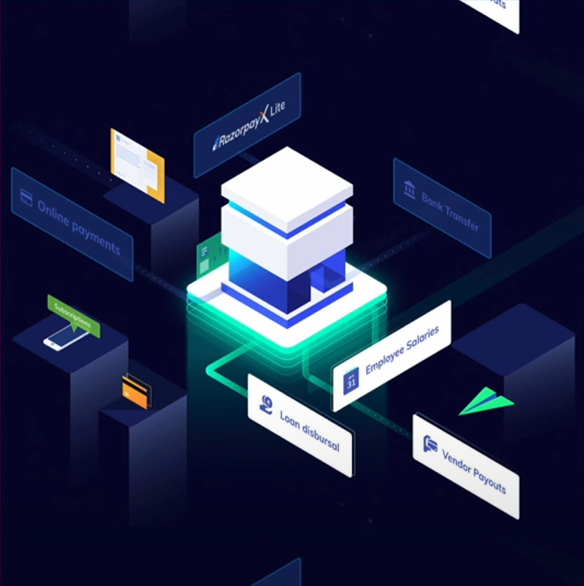 RazorpayX Lite
Bank Transfer
Online payments
Subscriptions
Employee Salaries
31
Loan disbursal
Vendor Payouts